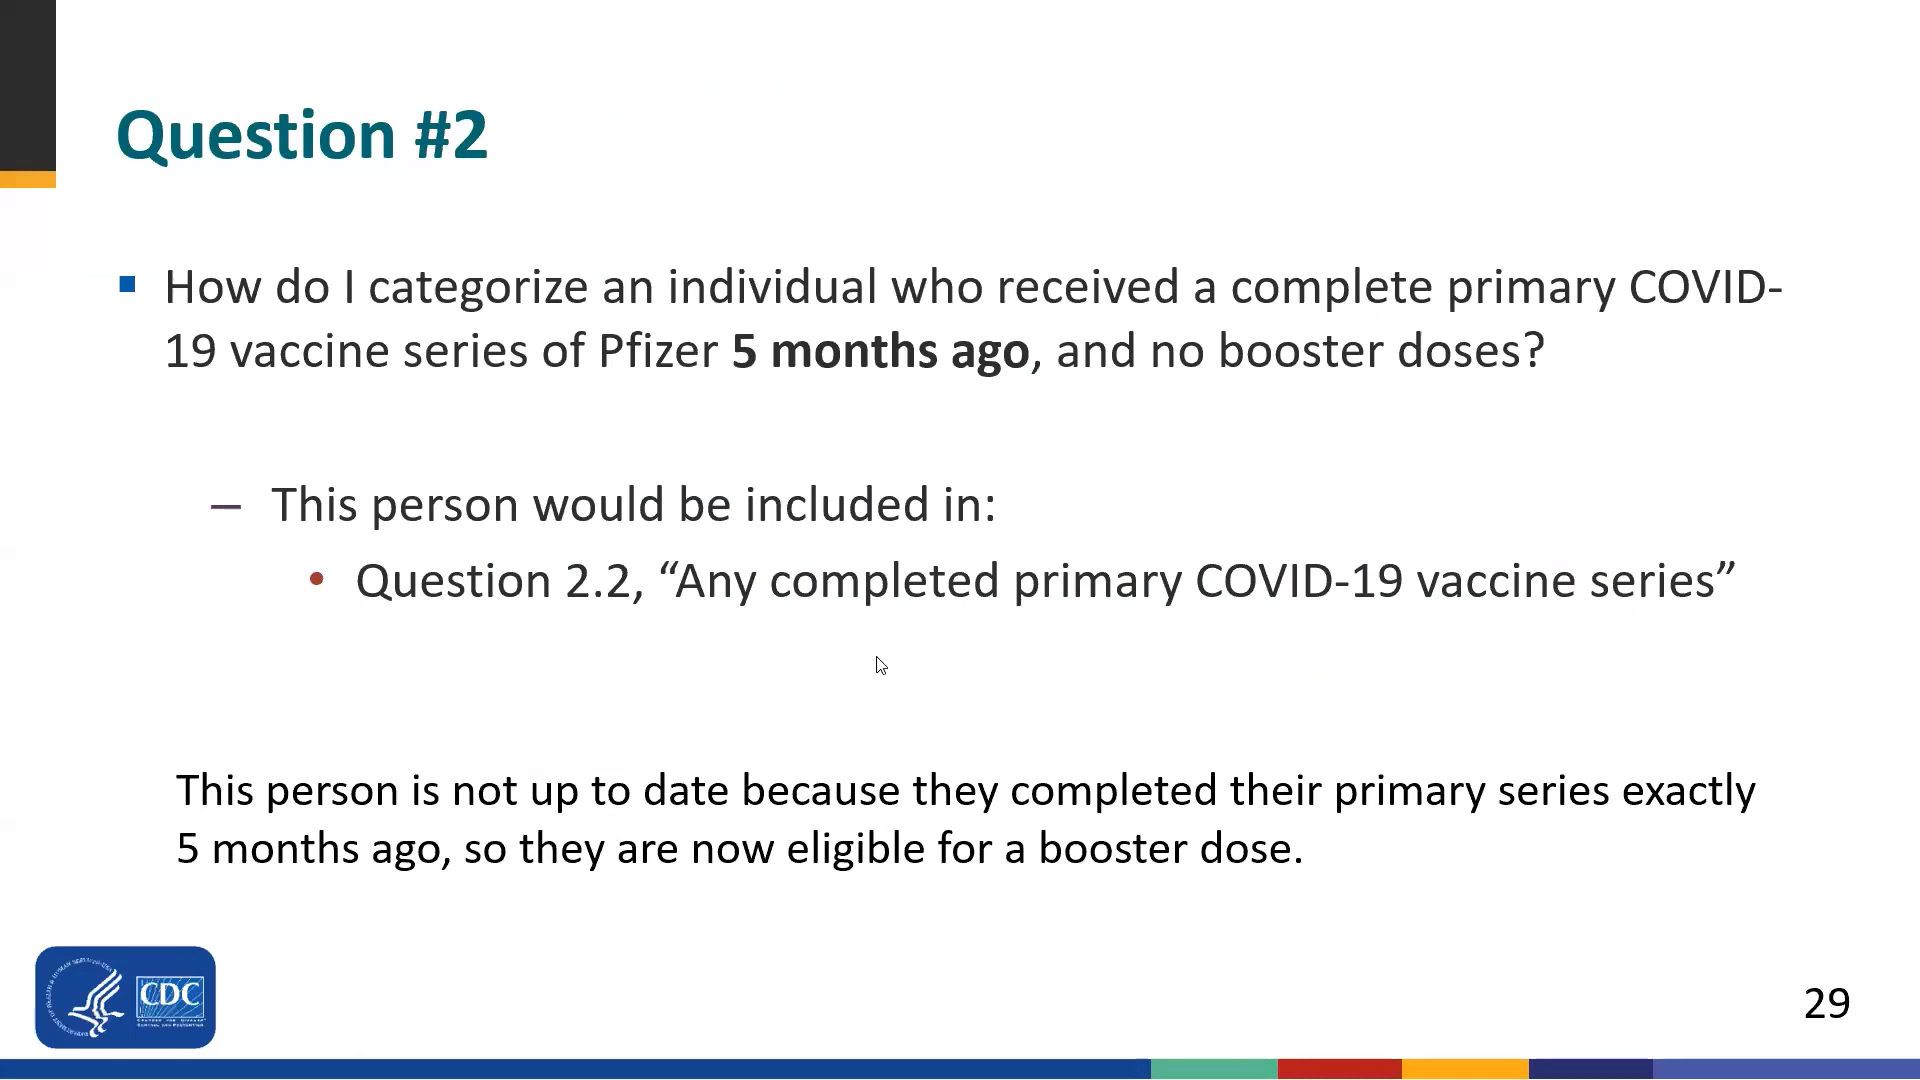 Question #2
How do I categorize an individual who received a complete primary COVID-
19 vaccine series of Pfizer 5 months ago, and no booster doses?
– This person would be included in:
• Question 2.2, “Any completed primary COVID-19 vaccine series”
This person is not up to date because they completed their primary series exactly
5 months ago, so they are now eligible for a booster dose.
CDC
29